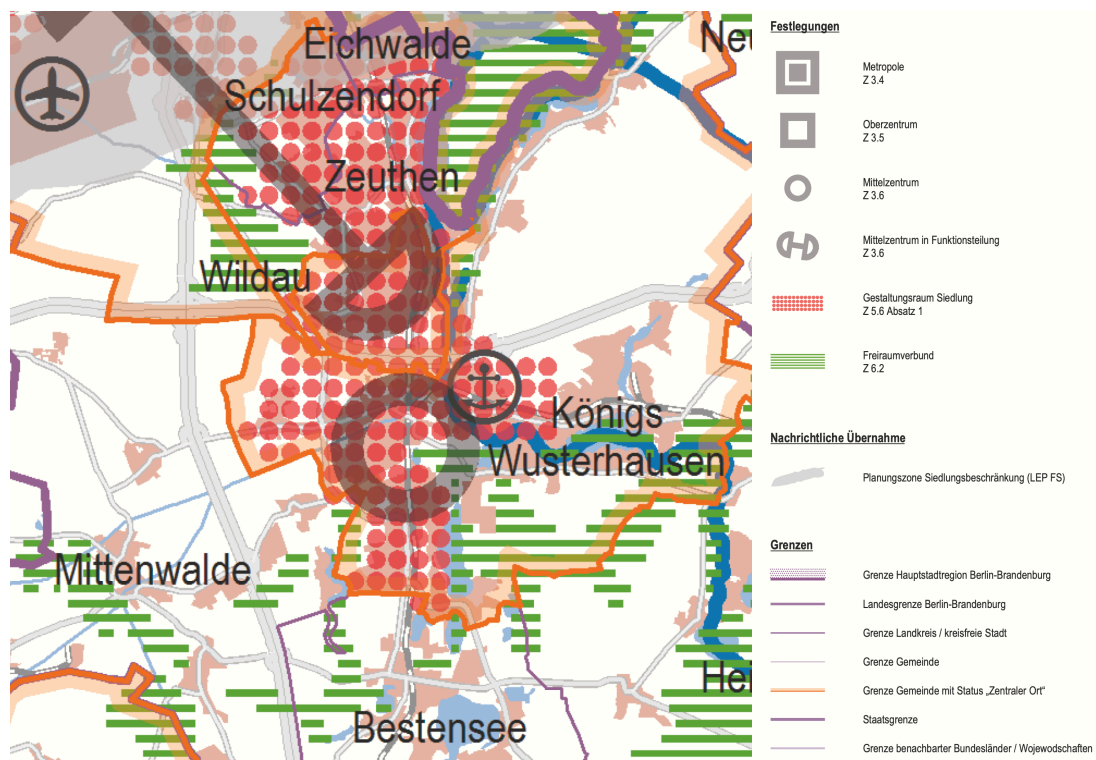 Eichwalde
Neu
Schulzendorf
Zeuthen
Wildau
Königs
Wusterhausen
Mittenwalde
Hei
Bestensee
Festlegungen
Metropole
Z 3.4
Oberzentrum
Z 3.5
Mittelzentrum
Z 3.6
Mittelzentrum in Funktionsteilung
Z 3.6
Gestaltungsraum Siedlung
Z 5.6 Absatz 1
Freiraumverbund
Z 6.2
Nachrichtliche Übernahme
Planungszone Siedlungsbeschränkung (LEP FS)
Grenzen
Grenze Hauptstadtregion Berlin-Brandenburg
Landesgrenze Berlin-Brandenburg
Grenze Landkreis / kreisfreie Stadt
Grenze Gemeinde
Grenze Gemeinde mit Status „Zentraler Ort“
Staatsgrenze
Grenze benachbarter Bundesländer / Wojewodschaften